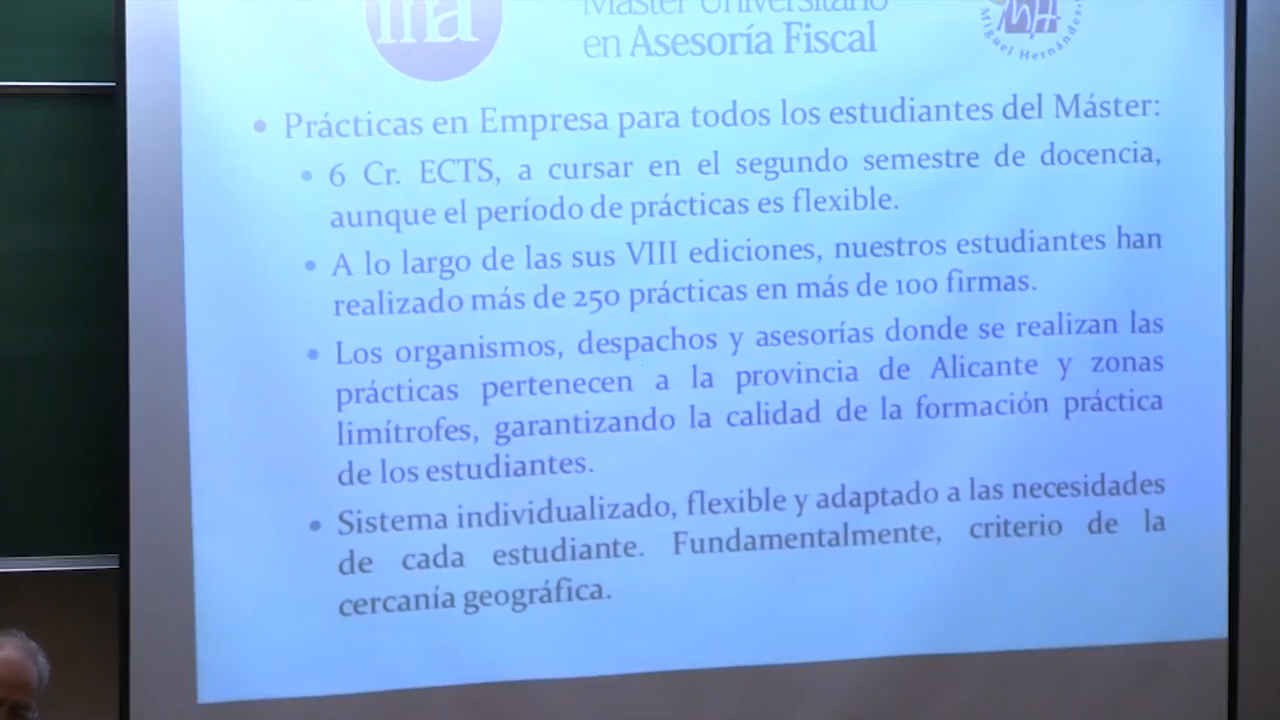 ma
Máster Universitario
en Asesoría Fiscal
Miguel Hernández
• Prácticas en Empresa para todos los estudiantes del Máster:
• 6 Cr. ECTS, a cursar en el segundo semestre de docencia,
aunque el período de prácticas es flexible.
• A lo largo de las sus VIII ediciones, nuestros estudiantes han
realizado más de 250 prácticas en más de 100 firmas.
• Los organismos, despachos y asesorías donde se realizan las
prácticas pertenecen a la provincia de Alicante y zonas
limítrofes, garantizando la calidad de la formación práctica
de los estudiantes.
• Sistema individualizado, flexible y adaptado a las necesidades
de cada estudiante. Fundamentalmente, criterio de la
cercanía geográfica.